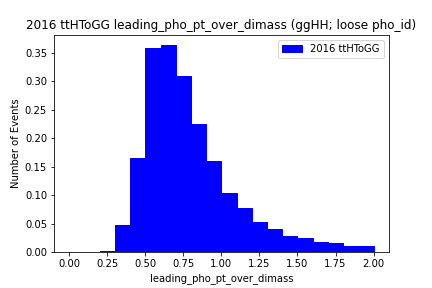 2016 ttHToGG leading_pho_pt_over_dimass (ggHH; loose pho_id)
2016 ttHToGG
Number of Events
0.35
0.30
0.25
0.20
0.15
0.10
0.05
0.00
0.00 0.25 0.50 0.75 1.00 1.25 1.50 1.75 2.00
leading_pho_pt_over_dimass